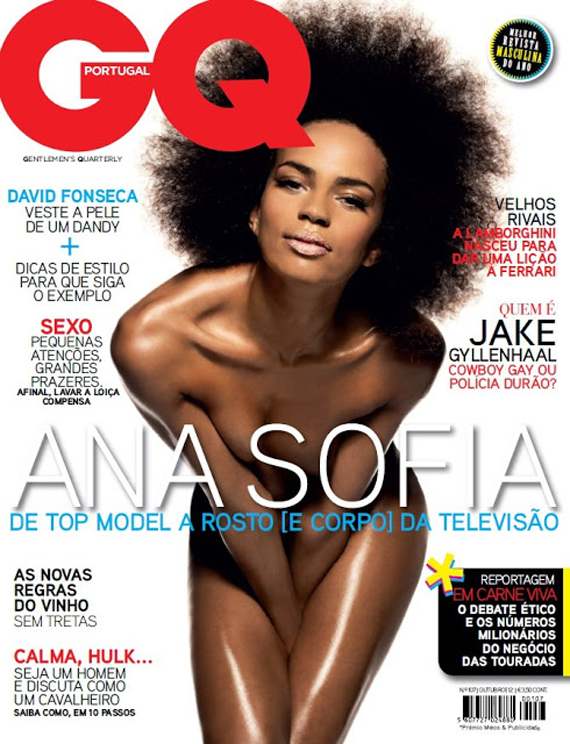 GQ
PORTUGAL
GENTLEMEN'S QUARTERLY
MELHOR
REVISTA
MASCULINA
DO ANO
DAVID FONSECA
VESTE A PELE
DE UM DANDY
+
DICAS DE ESTILO
PARA QUE SIGA
O EXEMPLO
SEXO
PEQUENAS
ATENÇÕES,
GRANDES
PRAZERES.
AFINAL, LAVAR A LOIÇA
COMPENSA
VELHOS
RIVAIS
A LAMBORGHINI
NASCEU PARA
DAR UMA LIÇÃO
À FERRARI
QUEM É
JAKE
GYLLENHAAL
COWBOY GAY OU
POLÍCIA DURÃO?
ANA SOFIA
DE TOP MODEL A ROSTO [E CORPO] DA TELEVISÃO
AS NOVAS
REGRAS
DO VINHO
SEM TRETAS
CALMA, HULK...
SEJA UM HOMEM
E DISCUTA COMO
UM CAVALHEIRO
SAIBA COMO, EM 10 PASSOS
REPORTAGEM
EM CARNE VIVA
O DEBATE ÉTICO
E OS NÚMEROS
MILIONÁRIOS
DO NEGÓCIO
DAS TOURADAS
Nº107 | OUTUBRO'12 | €3,50 CONT.
00107
5 607727 024880
*Prémio Meios & Publicidade